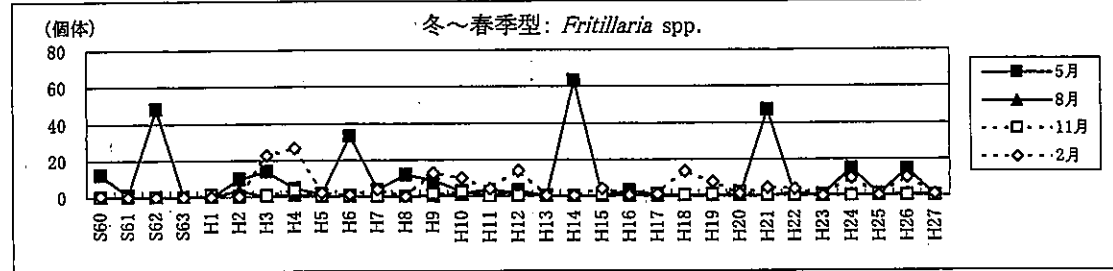 冬～春季型: Fritillaria spp.
(個体)
80
60
40
20
0
S60 S61 S62 S63 H1 H2 H3 H4 H5 H6 H7 H8 H9 H10 H11 H12 H13 H14 H15 H16 H17 H18 H19 H20 H21 H22 H23 H24 H25 H26 H27
5月
8月
11月
2月